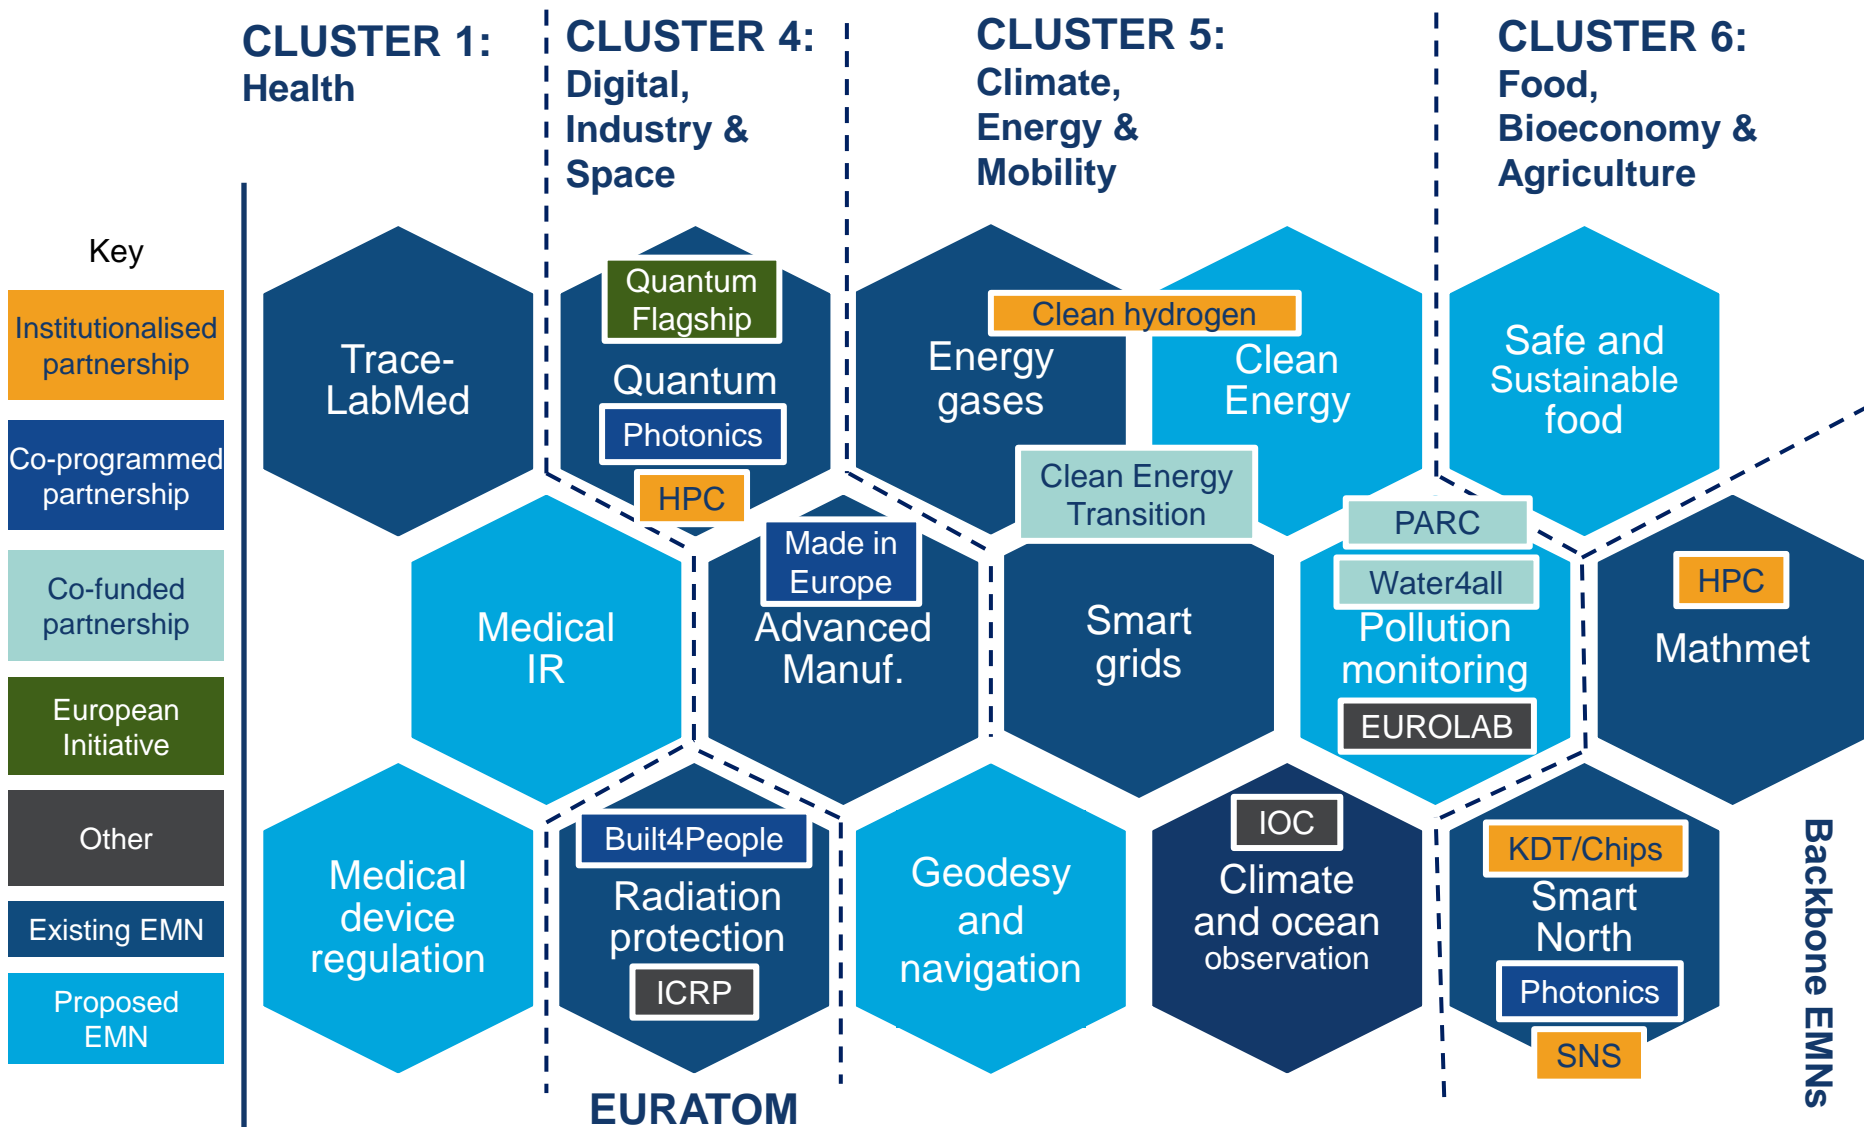 CLUSTER 1:
Health
CLUSTER 4:
Digital,
Industry &
Space
CLUSTER 5:
Climate,
Energy &
Mobility
CLUSTER 6:
Food,
Bioeconomy &
Agriculture
Key
Institutionalised
partnership
Co-programmed
partnership
Co-funded
partnership
European
Initiative
Other
Existing EMN
Proposed
EMN
Trace-
LabMed
Quantum
Flagship
Quantum
Photonics
HPC
Clean hydrogen
Energy
gases
Clean
Energy
Clean Energy
Transition
Safe and
Sustainable
food
Medical
IR
Made in
Europe
Advanced
Manuf.
Smart
grids
PARC
Water4all
Pollution
monitoring
EUROLAB
HPC
Mathmet
Medical
device
regulation
Built4People
Radiation
protection
ICRP
Geodesy
and
navigation
IOC
Climate
and ocean
observation
KDT/Chips
Smart
North
Photonics
SNS
Backbone EMNs
EURATOM